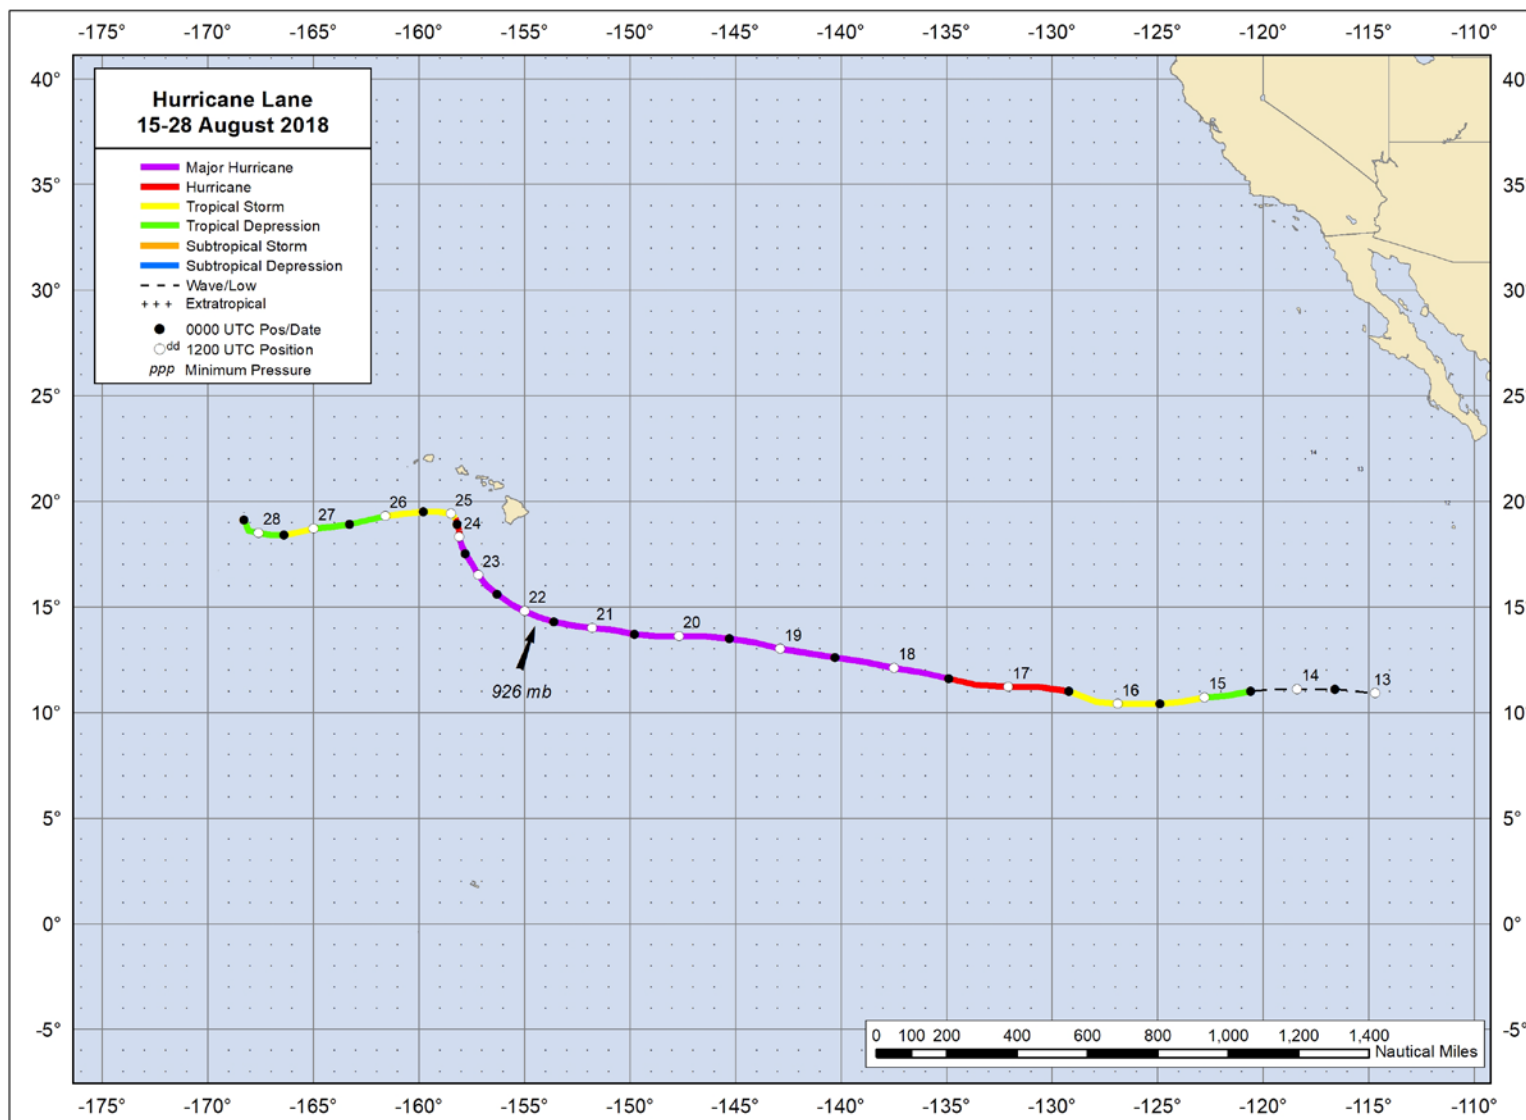 -175° -170° -165° -160° -155° -150° -145° -140° -135° -130° -125° -120° -115° -110°
Hurricane Lane
15-28 August 2018
Major Hurricane
Hurricane
Tropical Storm
Tropical Depression
Subtropical Storm
Subtropical Depression
Wave/Low
+++ Extratropical
0000 UTC Pos/Date
dd 1200 UTC Position
ppp Minimum Pressure
40° 40
35° 35
30° 30
25° 25
14
13
20° 20
12
11
28 27 26 25
24
23
22 21 20 19 18 17 16 15 14 13
15° 15
926 mb
10° 10
5° 5
0° 0°
-5° -5°
0 100 200 400 600 800 1,000 1,200 1,400
Nautical Miles
-175° -170° -165° -160° -155° -150° -145° -140° -135° -130° -125° -120° -115° -110°